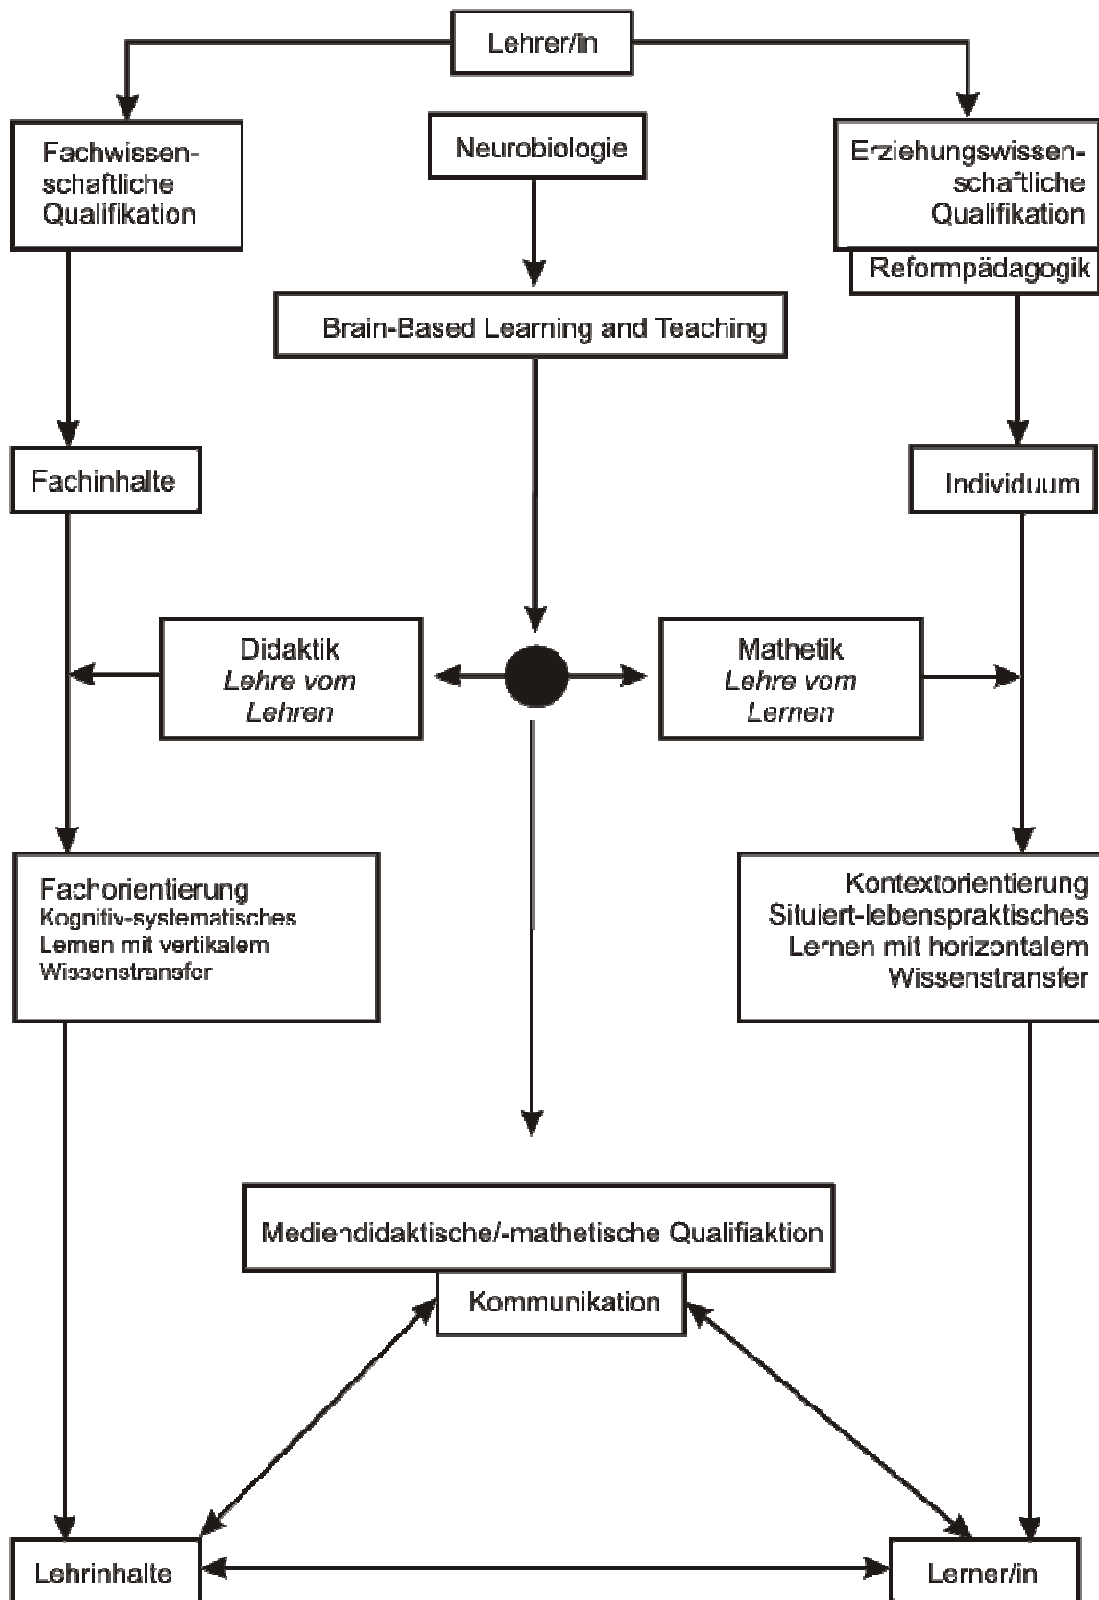 Lehrer/in
Fachwissen-
schaftliche
Qualifikation
Neurobiologie
Erziehungswissen-
schaftliche
Qualifikation
Reformpädagogik
Brain-Based Learning and Teaching
Fachinhalte
Individuum
Didaktik
Lehre vom
Lehren
Mathetik
Lehre vom
Lernen
Fachorientierung
Kognitiv-systematisches
Lernen mit vertikalem
Wissenstransfer
Kontextorientierung
Situiert-lebenspraktisches
Lernen mit horizontalem
Wissenstransfer
Mediendidaktische/-mathetische Qualifiaktion
Kommunikation
Lehrinhalte
Lerner/in